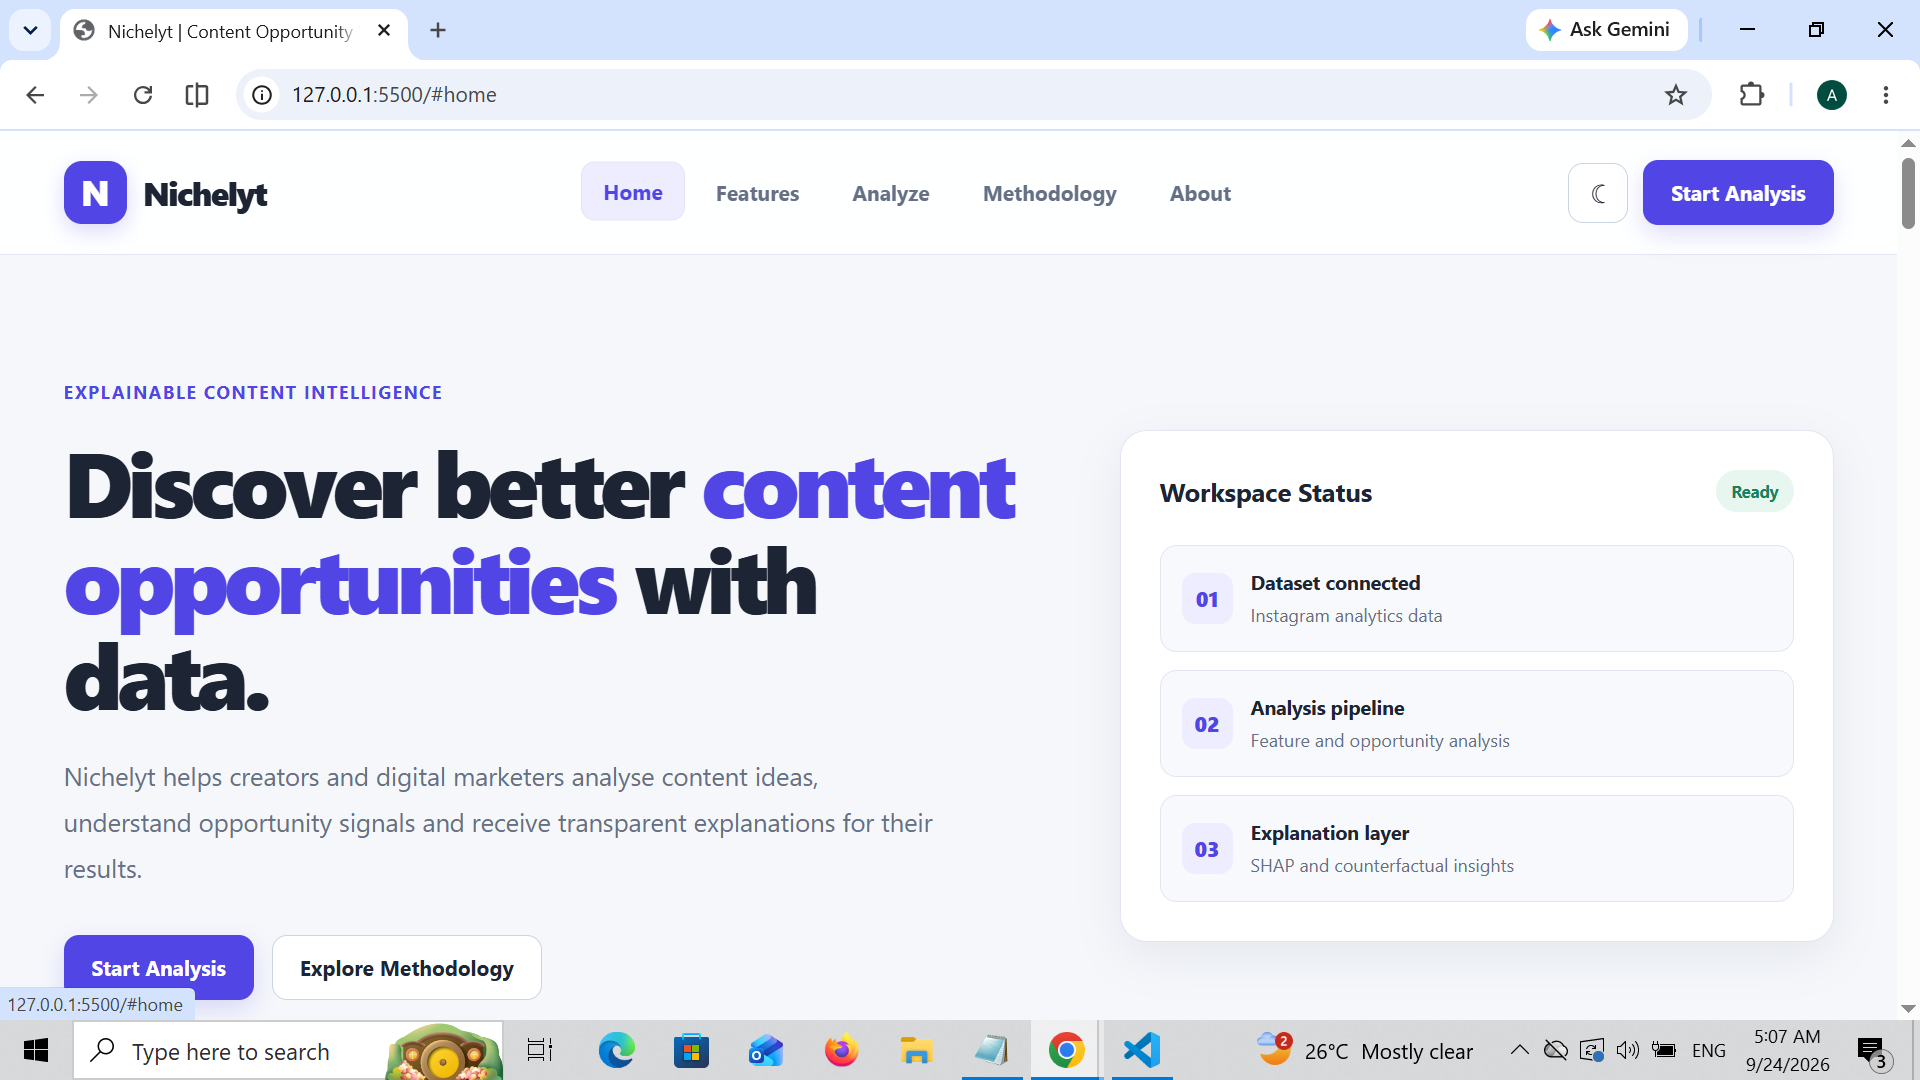 Nichelyt | Content Opportunity
Ask Gemini
127.0.0.1:5500/#home
A
N Nichelyt
Home
Features
Analyze
Methodology
About
Start Analysis
EXPLAINABLE CONTENT INTELLIGENCE
Discover better content
opportunities with
data.
Nichelyt helps creators and digital marketers analyse content ideas,
understand opportunity signals and receive transparent explanations for their
results.
Start Analysis
Explore Methodology
Workspace Status
Ready
01
Dataset connected
Instagram analytics data
02
Analysis pipeline
Feature and opportunity analysis
03
Explanation layer
SHAP and counterfactual insights
127.0.0.1:5500/#home
Type here to search
2
26°C Mostly clear
ENG
5:07 AM
9/24/2026
3